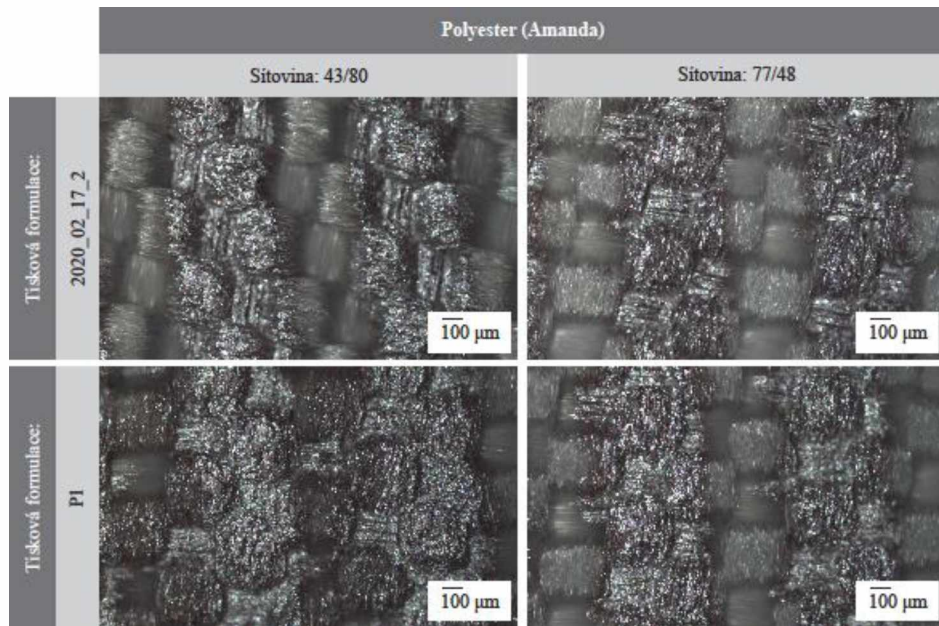 Polyester (Amanda)
Sítovina: 43/80
Sítovina: 77/48
Tisková formulace:
2020_02_17_2
100 μm
100 μm
Tisková formulace:
P1
100 μm
100 μm